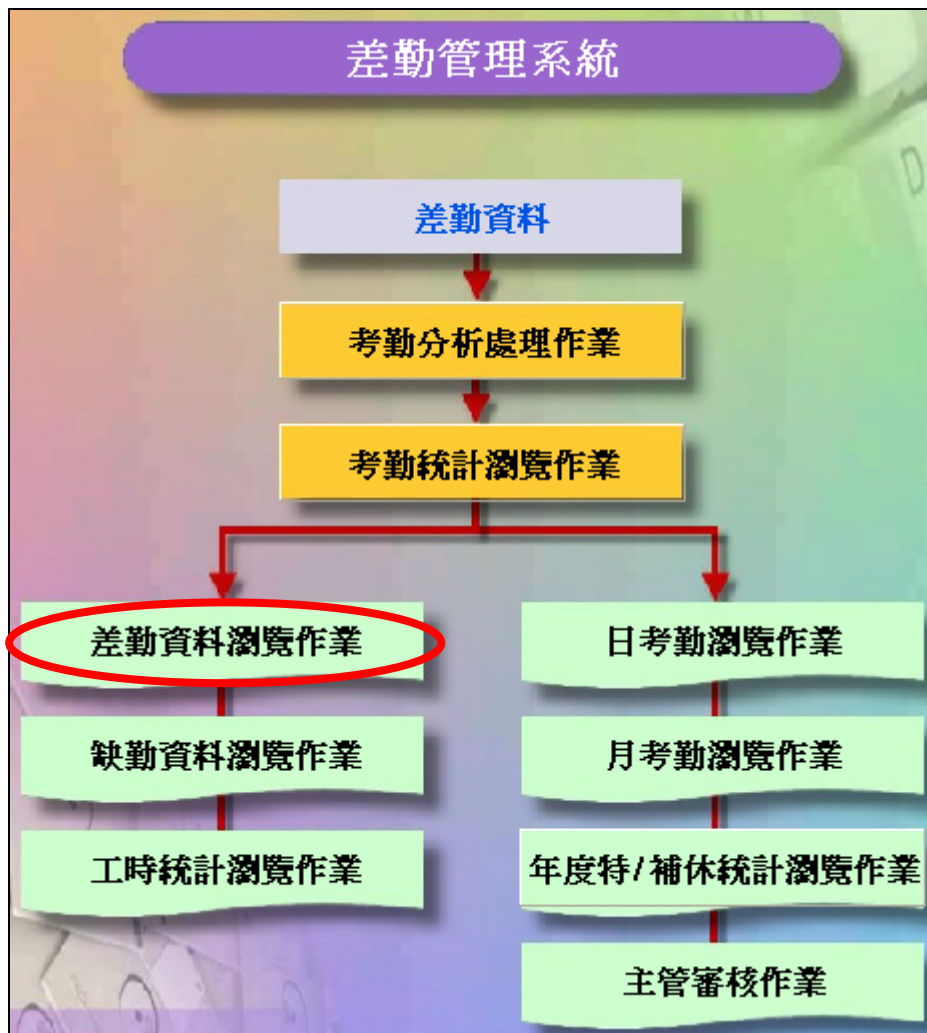 差勤管理系統
差勤資料
考勤分析處理作業
考勤統計瀏覽作業
差勤資料瀏覽作業
缺勤資料瀏覽作業
工時統計瀏覽作業
日考勤瀏覽作業
月考勤瀏覽作業
年度特/補休統計瀏覽作業
主管審核作業
D